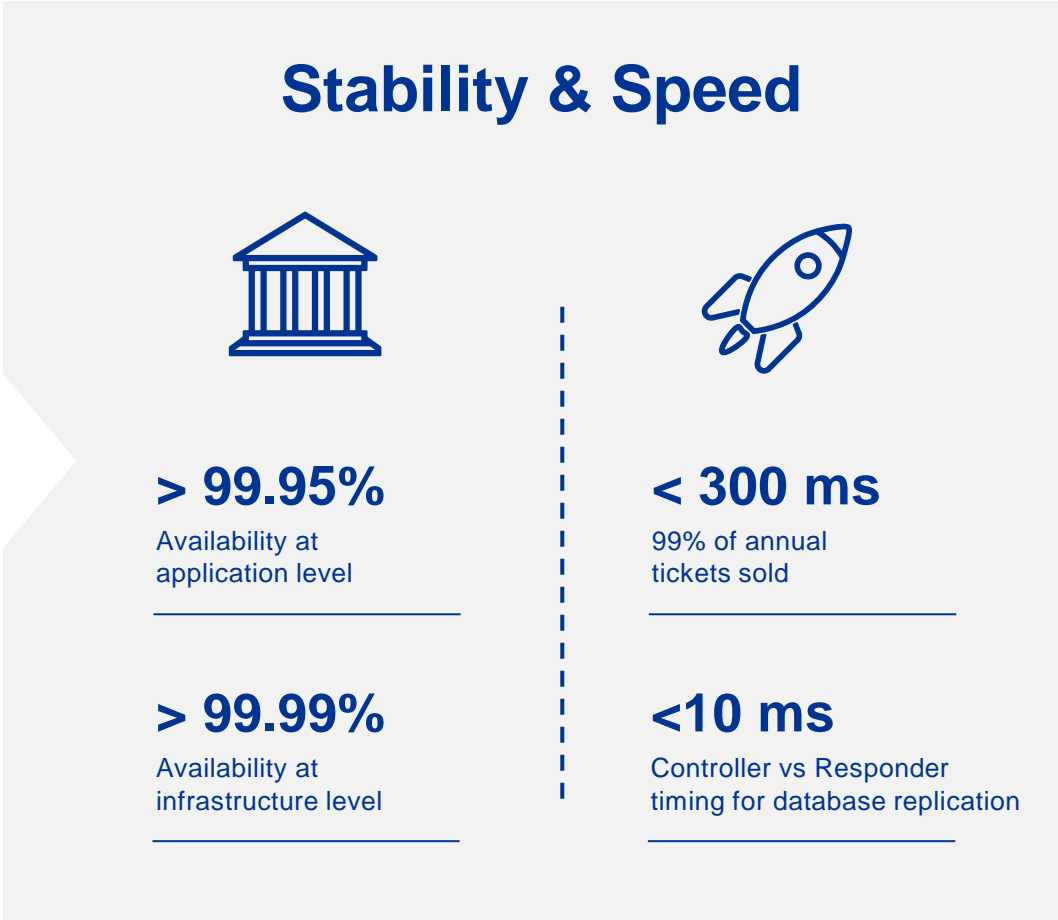 Stability & Speed
> 99.95%
Availability at
application level
> 99.99%
Availability at
infrastructure level
< 300 ms
99% of annual
tickets sold
<10 ms
Controller vs Responder
timing for database replication